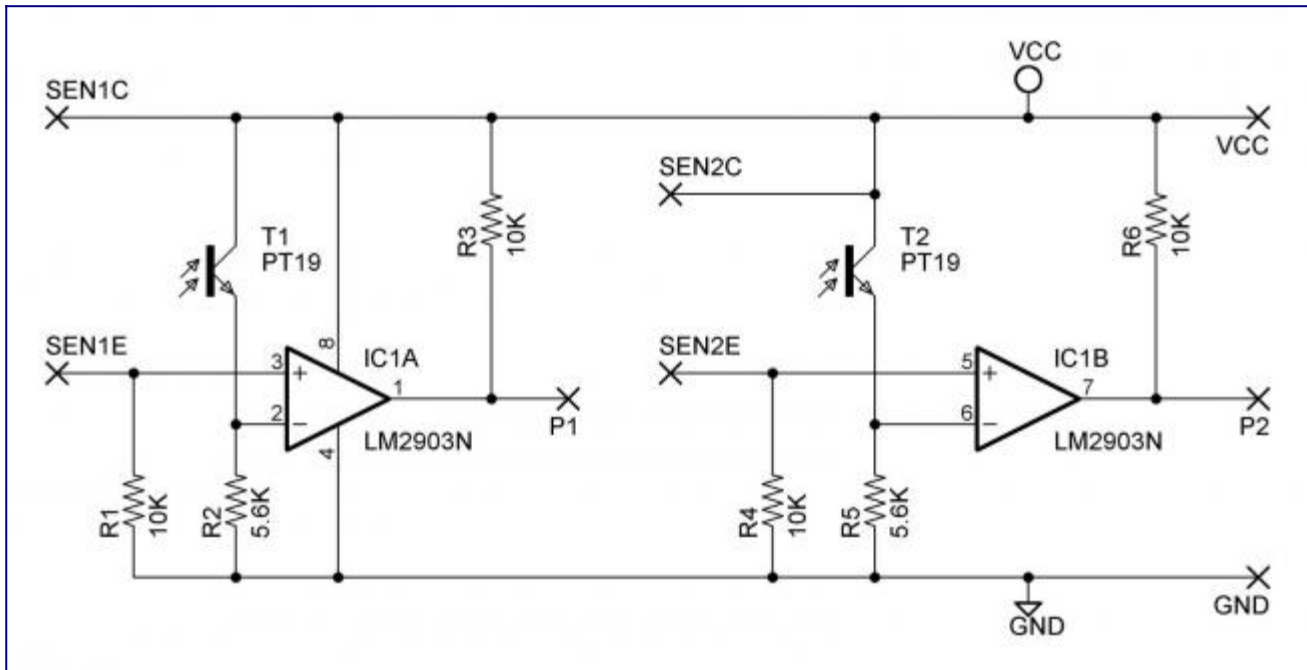 VCC
SEN1C
VCC
SEN2C
R3
10K
R6
10K
T1
PT19
T2
PT19
SEN1E
3
+
8
IC1A
1
2
−
4
LM2903N
P1
SEN2E
5
+
IC1B
7
6
−
LM2903N
P2
R1
10K
R2
5.6K
R4
10K
R5
5.6K
GND
GND